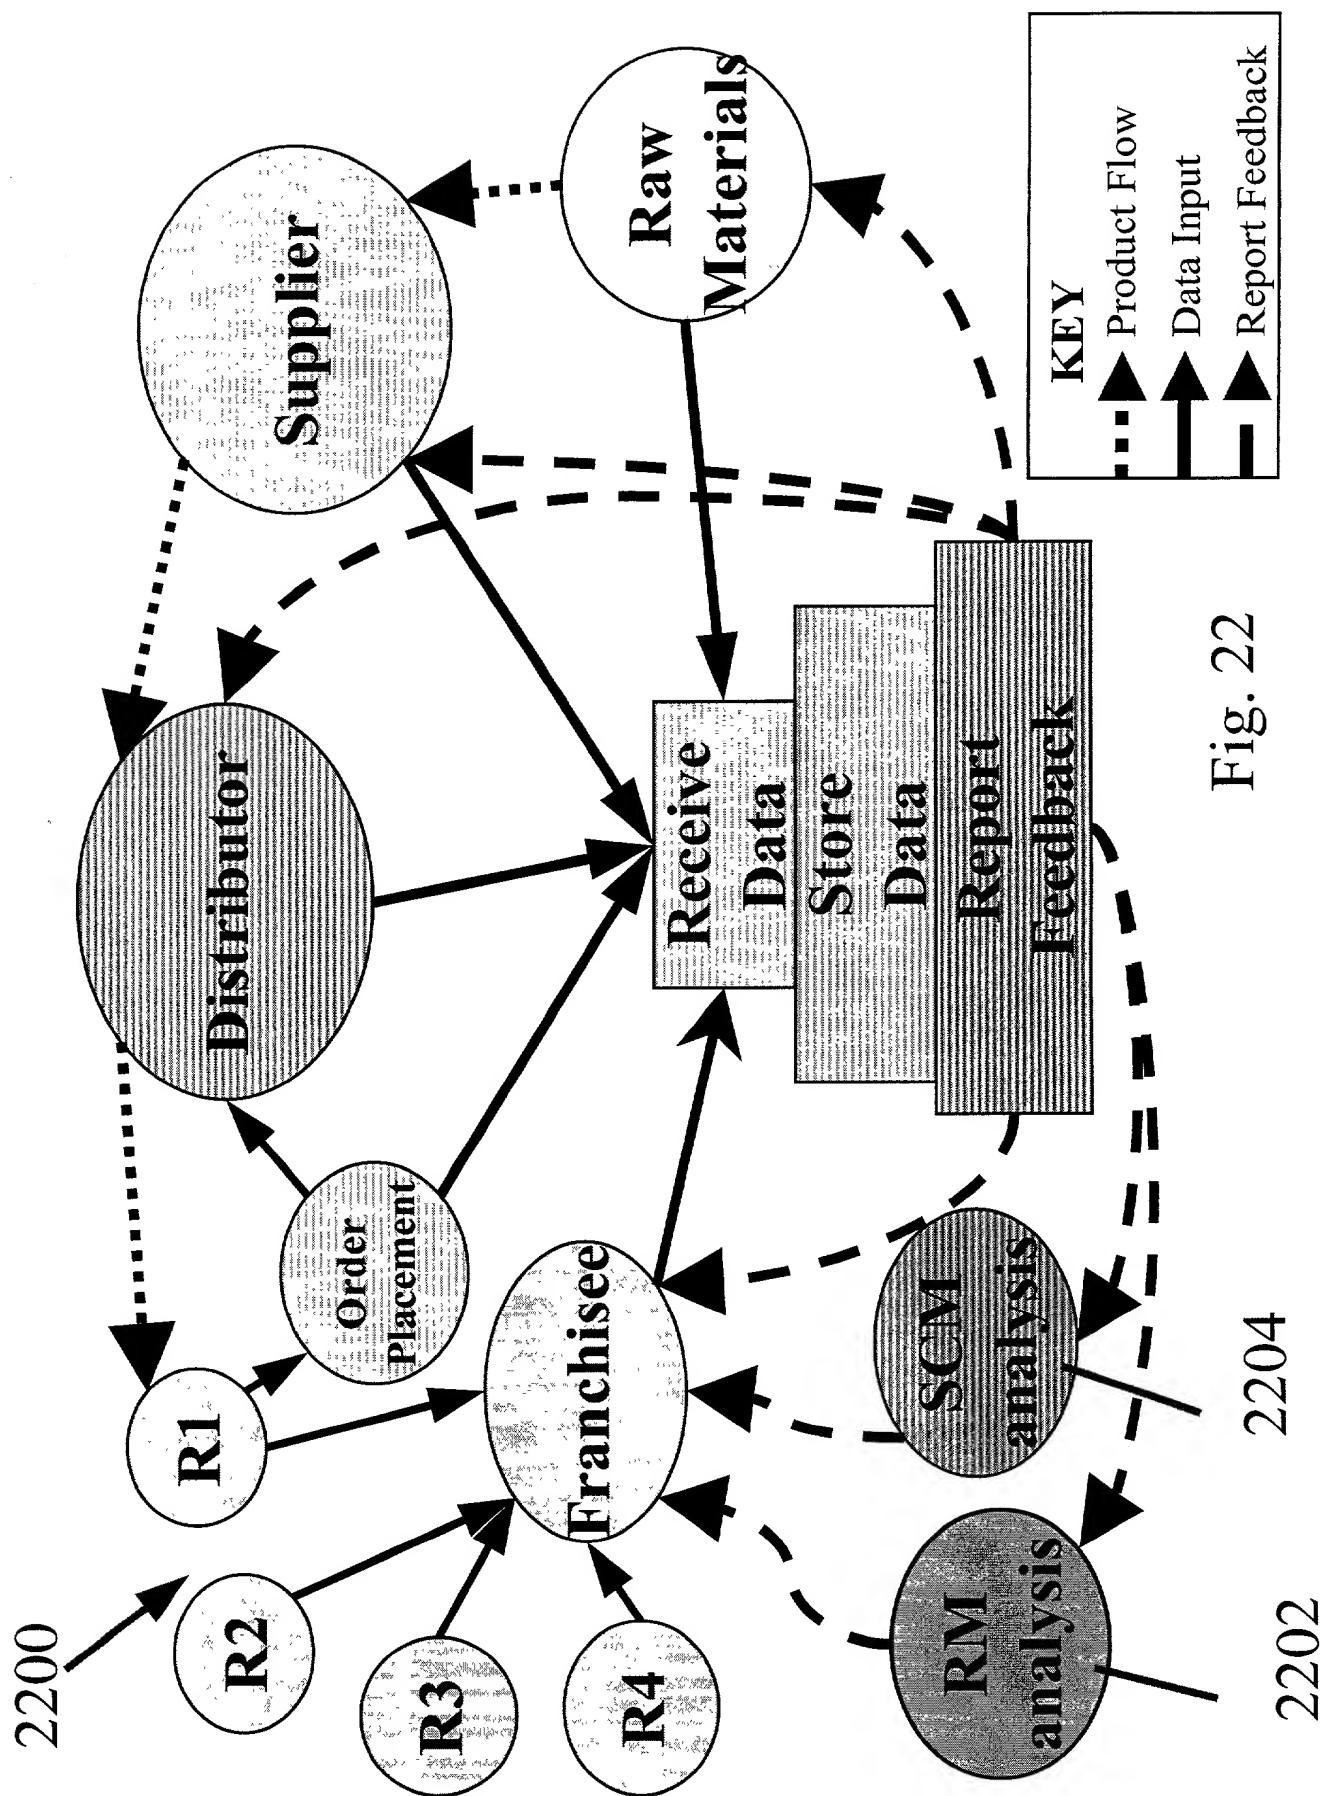 2200
R1
R2
R3
R4
Order
Placement
Distributor
Supplier
Franchisee
Raw
Materials
Receive
Data
Store
Data
Report
Feedback
SCM
analysis
RM
analysis
2202
2204
KEY
Product Flow
Data Input
Report Feedback
Fig. 22